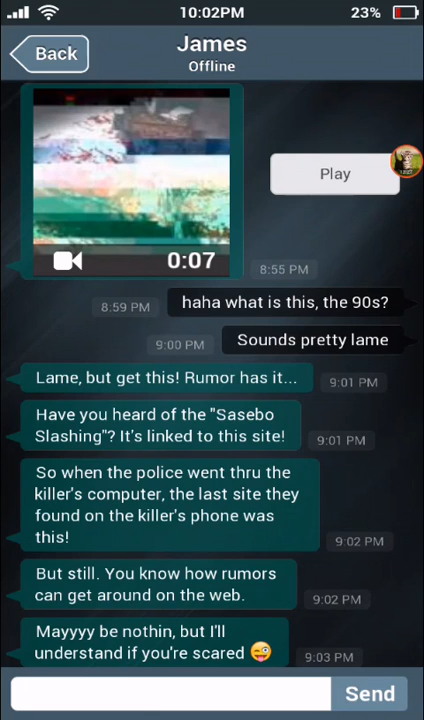 10:02PM
23%
Back
James
Offline
Play
0:07
8:55 PM
haha what is this, the 90s?
8:59 PM
Sounds pretty lame
9:00 PM
Lame, but get this! Rumor has it...
9:01 PM
Have you heard of the "Sasebo
Slashing"? It's linked to this site!
9:01 PM
So when the police went thru the
killer's computer, the last site they
found on the killer's phone was
this!
9:02 PM
But still. You know how rumors
can get around on the web.
9:02 PM
Mayyyy be nothin, but I'll
understand if you're scared 😜
9:03 PM
Send